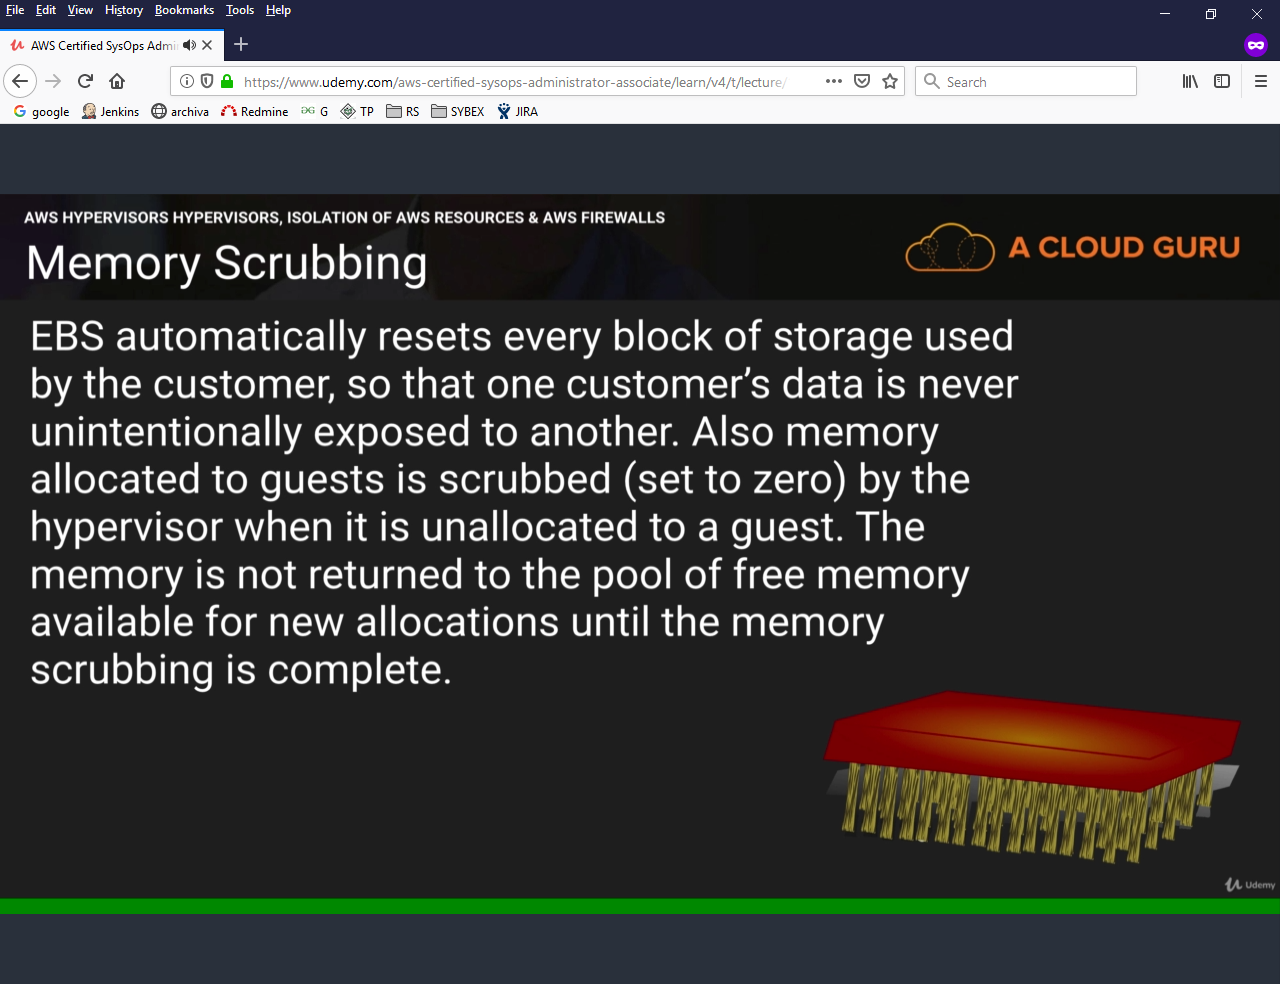 File Edit View History Bookmarks Tools Help
AWS Certified SysOps Admi
https://www.udemy.com/aws-certified-sysops-administrator-associate/learn/v4/t/lecture/
Search
google Jenkins archiva Redmine G TP RS SYBEX JIRA
AWS HYPERVISORS HYPERVISORS, ISOLATION OF AWS RESOURCES & AWS FIREWALLS
Memory Scrubbing
A CLOUD GURU
EBS automatically resets every block of storage used
by the customer, so that one customer’s data is never
unintentionally exposed to another. Also memory
allocated to guests is scrubbed (set to zero) by the
hypervisor when it is unallocated to a guest. The
memory is not returned to the pool of free memory
available for new allocations until the memory
scrubbing is complete.
Udemy